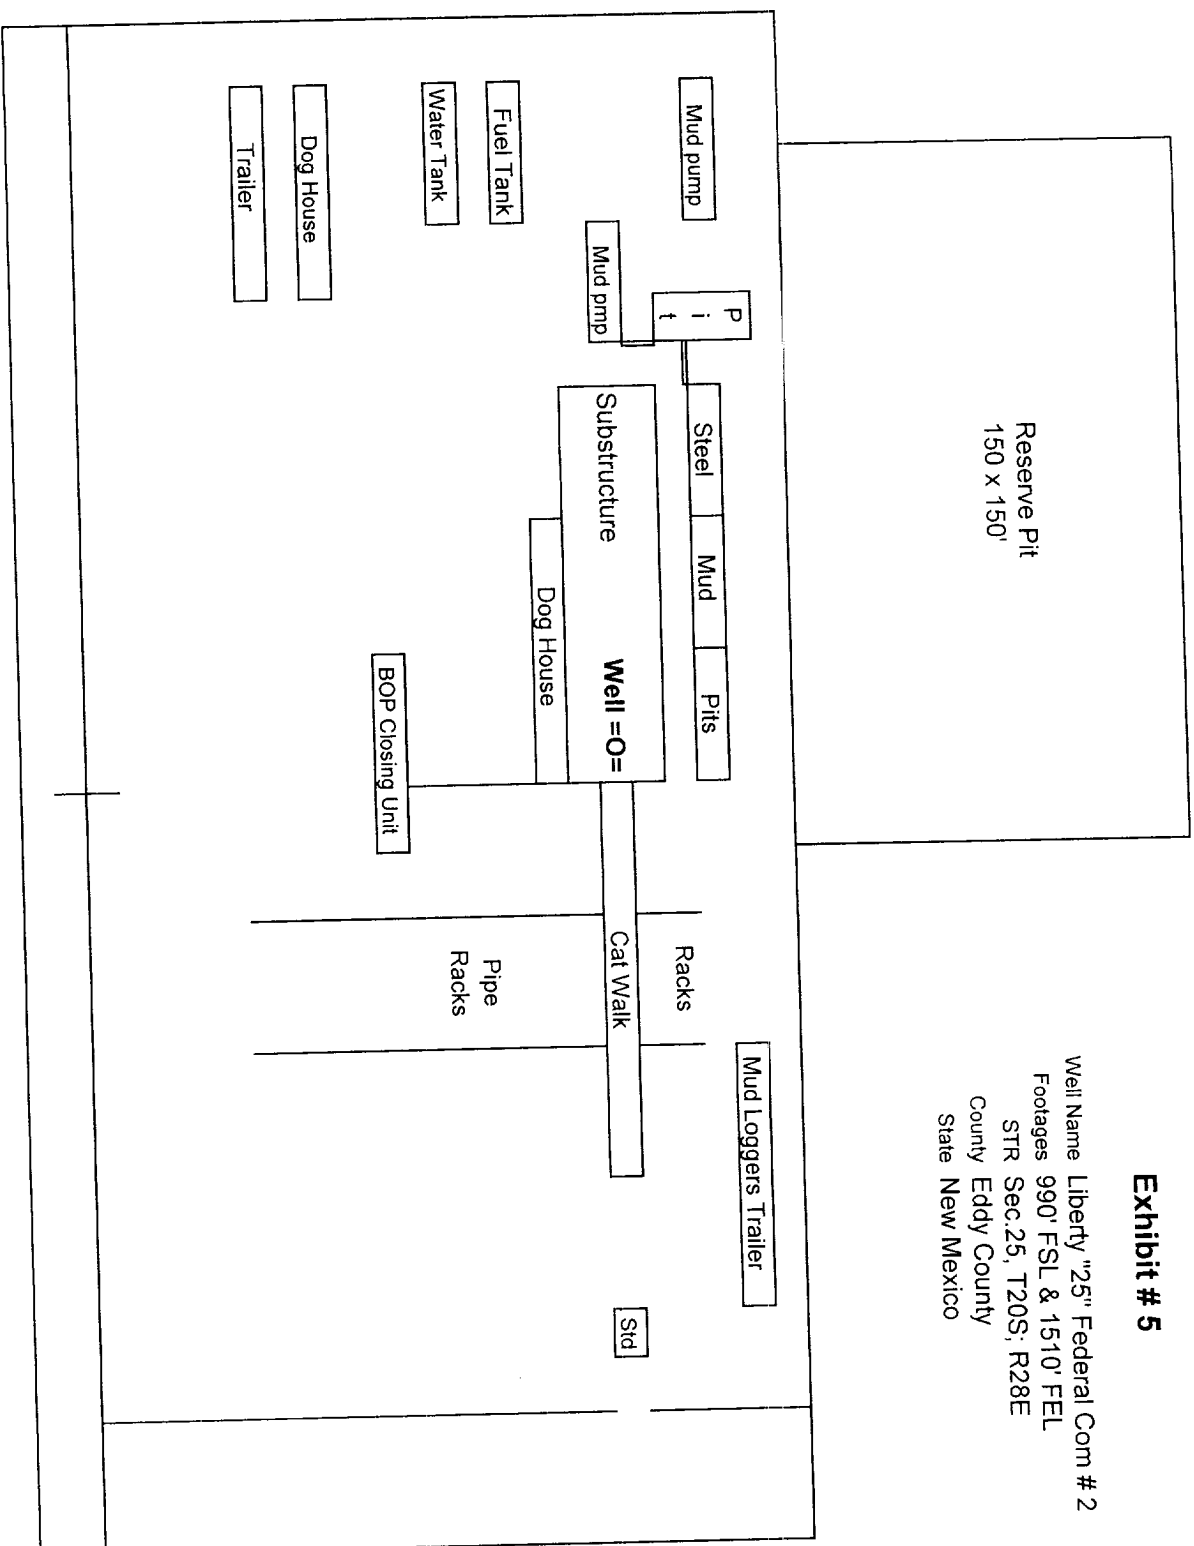 Exhibit # 5
Well Name Liberty "25" Federal Com # 2
Footages 990' FSL & 1510' FEL
STR Sec.25, T20S; R28E
County Eddy County
State New Mexico
Reserve Pit
150 x 150'
Mud pump
Pit
Steel
Mud
Pits
Mud Loggers Trailer
Fuel Tank
Water Tank
Mud pmp
Substructure
Well =O=
Dog House
Cat Walk
Racks
Pipe
Racks
Std
BOP Closing Unit
Dog House
Trailer